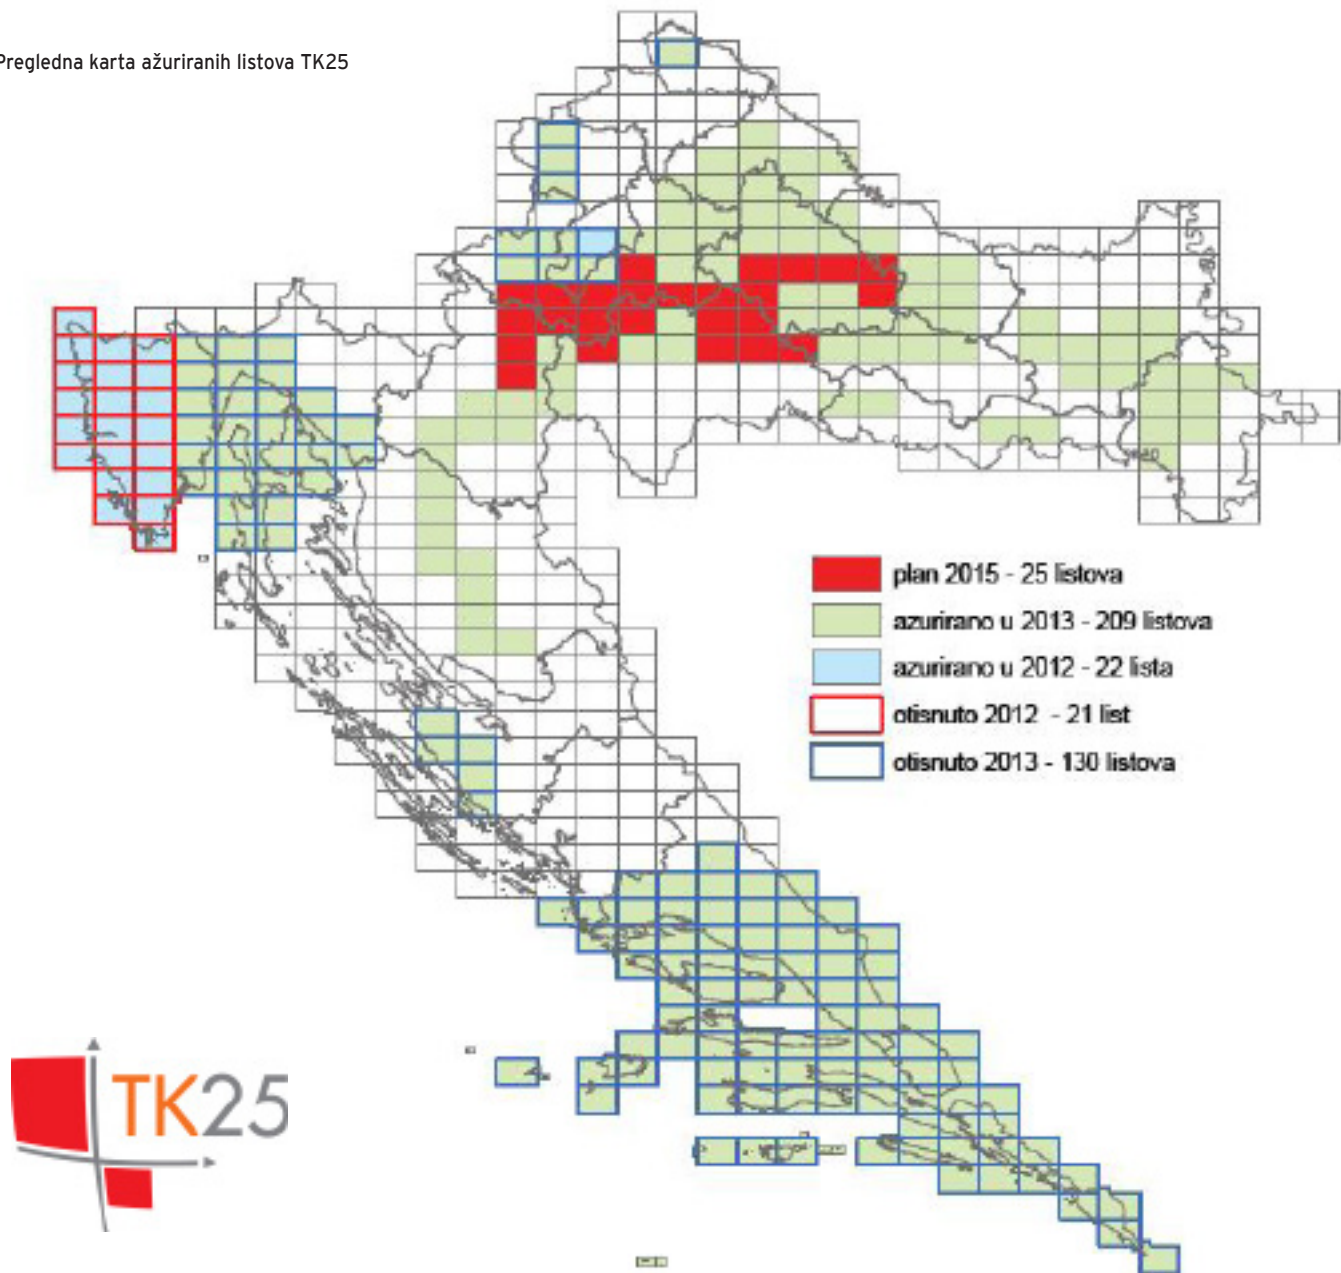 Pregledna karta ažuriranih listova TK25
plan 2015 - 25 listova
azurirano u 2013 - 209 listova
azurirano u 2012 - 22 lista
otisnuto 2012 - 21 list
otisnuto 2013 - 130 listova
TK25